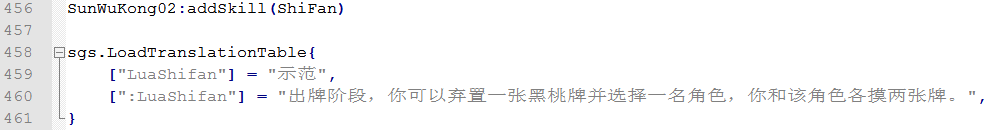 456 SunWuKong02:addSkill(ShiFan)
457
458 sgs.LoadTranslationTable{
459 ["LuaShifan"] = "示范",
460 [":LuaShifan"] = "出牌阶段，你可以弃置一张黑桃牌并选择一名角色，你和该角色各摸两张牌。",
461 }